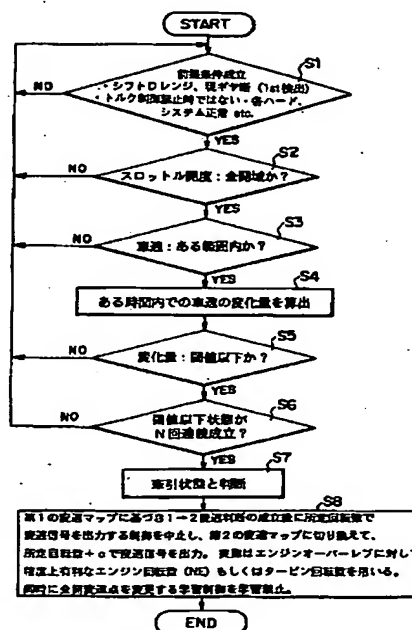 START
S1
前提条件成立
・シフトDレンジ、現ギヤ断 (1st検出)
・トルク制御禁止時ではない・各ハード、
システム正常 etc.
NO
YES
S2
スロットル開度:全開域か?
NO
YES
S3
車速:ある範囲内か?
NO
YES
S4
ある時間内での車速の変化量を算出
S5
変化量:閾値以下か?
NO
YES
S6
閾値以下状態が
N回連続成立?
NO
YES
S7
牽引状態と判断
S8
第1の変速マップに基づき1→2変速判断の成立後に所定回転数で
変速信号を出力する制御を中止し、第2の変速マップに切り換えて、
所定回転数+αで変速信号を出力。変動はエンジンオーバーレブに対して
精度上有利なエンジン回転数(NE)もしくはタービン回転数を用いる。
同時に全開変速点を変更する学習制御を学習禁止。
END